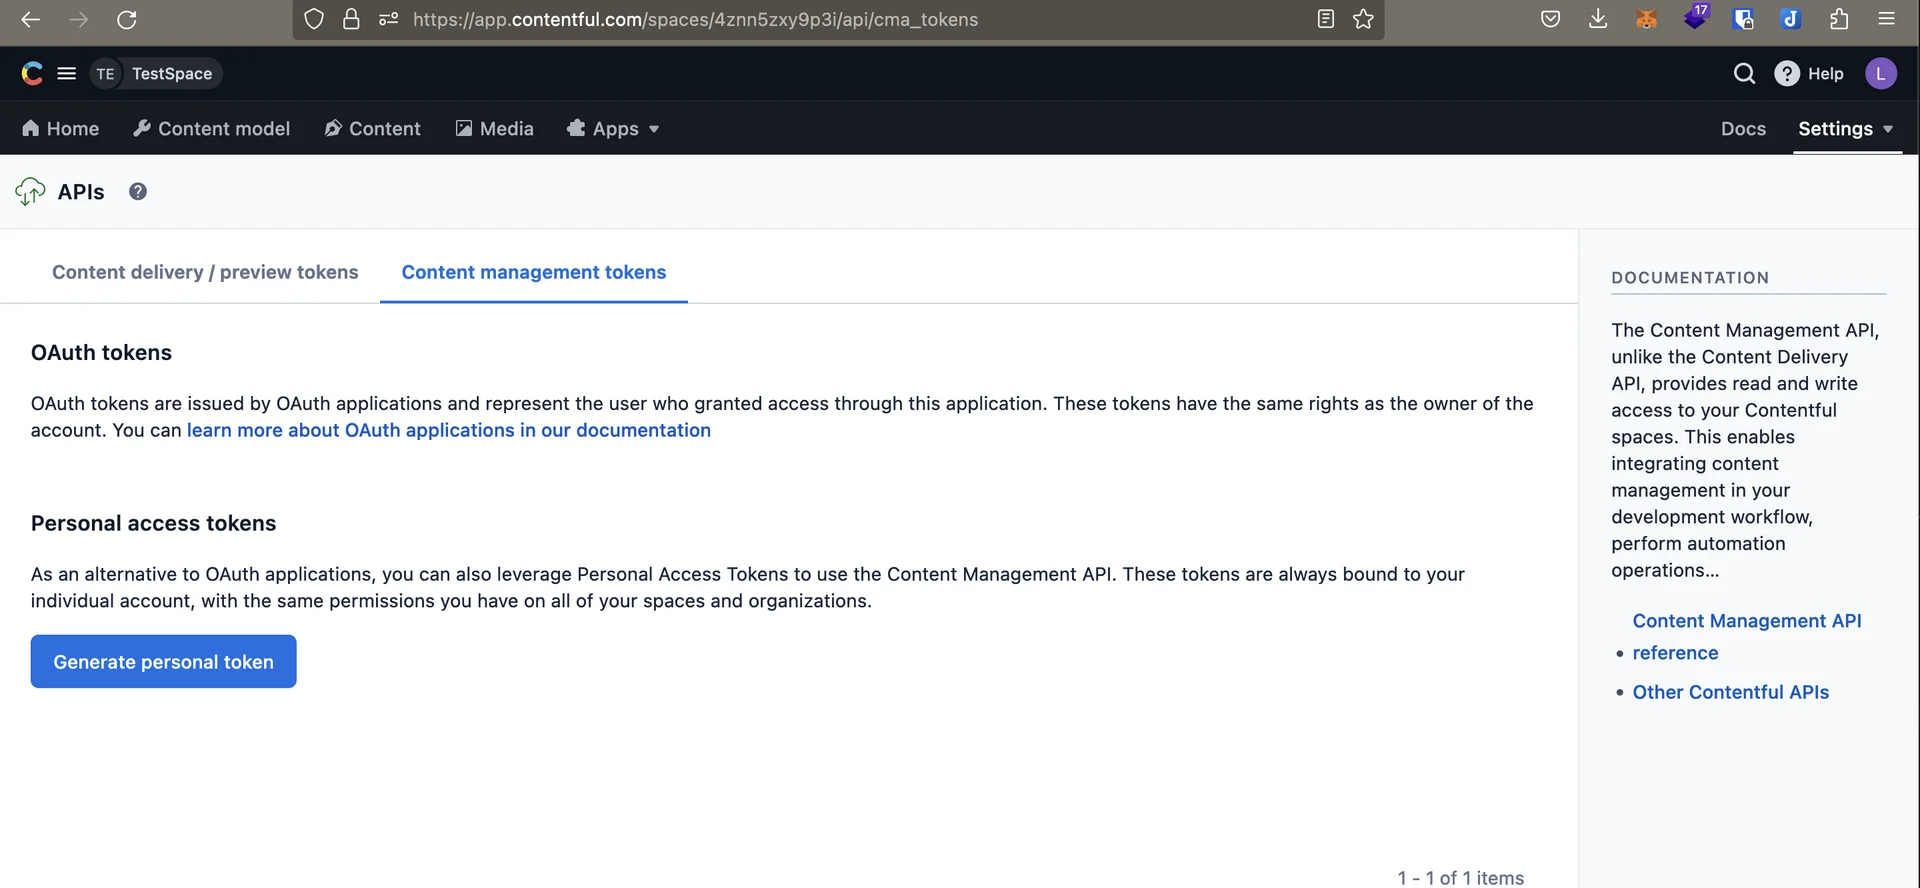 https://app.contentful.com/spaces/4znn5zxy9p3i/api/cma_tokens
17
TE TestSpace
? Help
L
Home
Content model
Content
Media
Apps
Docs
Settings
APIs
?
Content delivery / preview tokens
Content management tokens
OAuth tokens
OAuth tokens are issued by OAuth applications and represent the user who granted access through this application. These tokens have the same rights as the owner of the
account. You can learn more about OAuth applications in our documentation
Personal access tokens
As an alternative to OAuth applications, you can also leverage Personal Access Tokens to use the Content Management API. These tokens are always bound to your
individual account, with the same permissions you have on all of your spaces and organizations.
Generate personal token
1 - 1 of 1 items
DOCUMENTATION
The Content Management API,
unlike the Content Delivery
API, provides read and write
access to your Contentful
spaces. This enables
integrating content
management in your
development workflow,
perform automation
operations...
Content Management API
• reference
• Other Contentful APIs